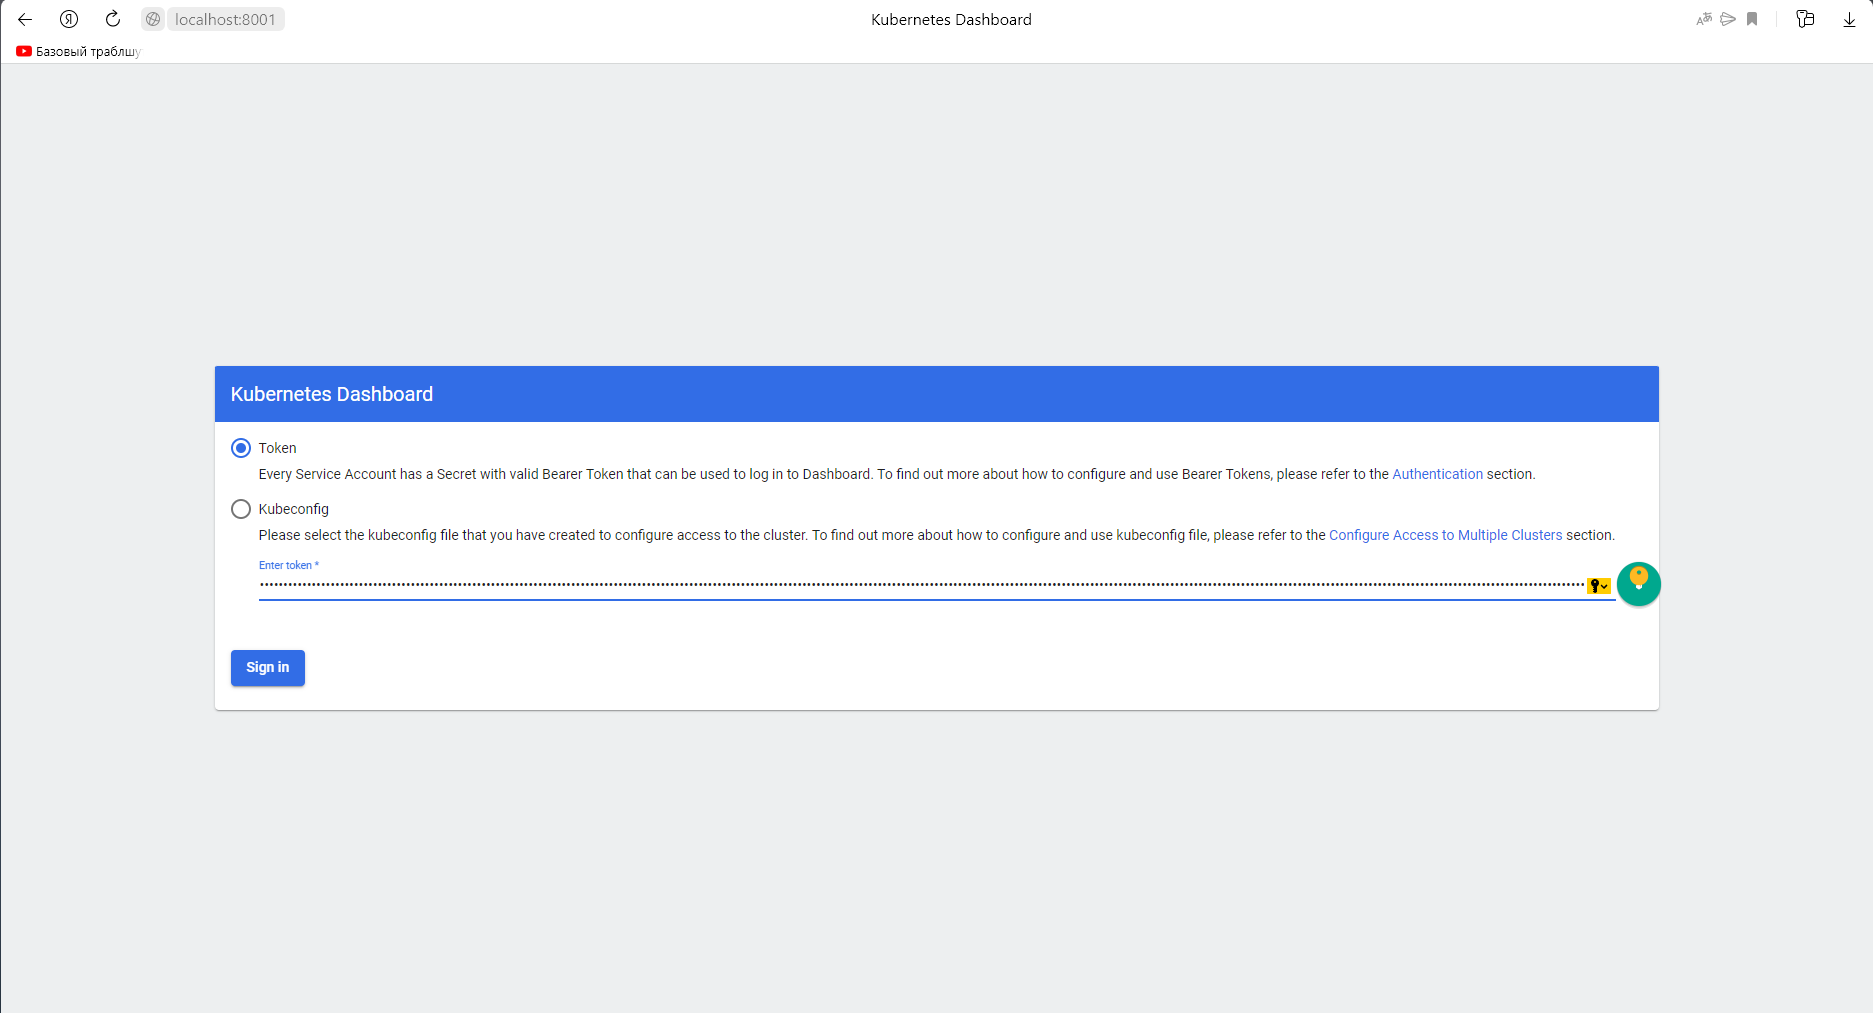 localhost:8001
Kubernetes Dashboard
Базовый траблшу
Kubernetes Dashboard
Token
Every Service Account has a Secret with valid Bearer Token that can be used to log in to Dashboard. To find out more about how to configure and use Bearer Tokens, please refer to the Authentication section.
Kubeconfig
Please select the kubeconfig file that you have created to configure access to the cluster. To find out more about how to configure and use kubeconfig file, please refer to the Configure Access to Multiple Clusters section.
Enter token *
Sign in